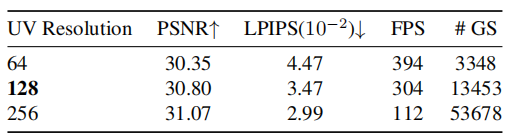 UV Resolution PSNR↑ LPIPS(10⁻²)↓ FPS # GS
64 30.35 4.47 394 3348
128 30.80 3.47 304 13453
256 31.07 2.99 112 53678